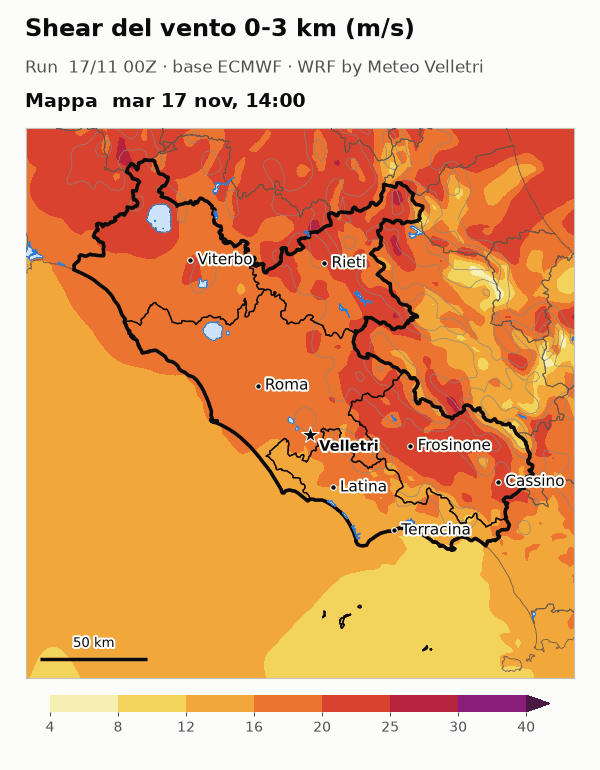 Shear del vento 0-3 km (m/s)
Run  17/11 00Z · base ECMWF · WRF by Meteo Velletri
Mappa  mar 17 nov, 14:00
Viterbo
Rieti
Roma
Velletri
Frosinone
Cassino
Latina
Terracina
50 km
4 8 12 16 20 25 30 40